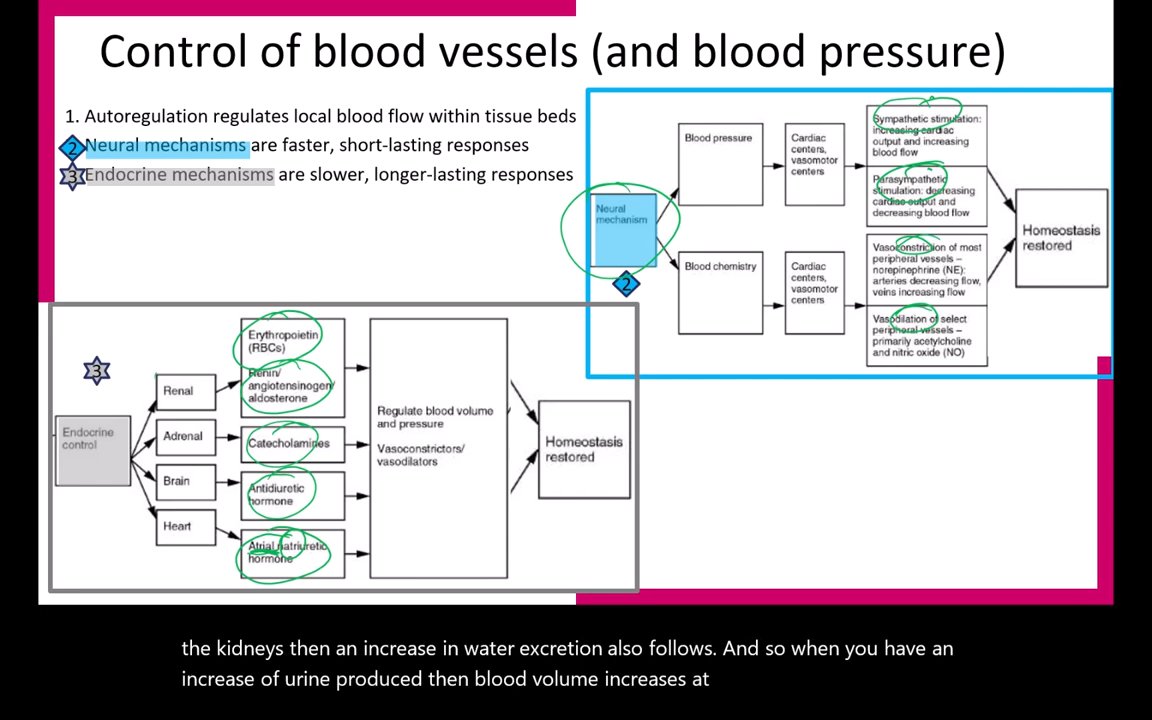 Control of blood vessels (and blood pressure)
1. Autoregulation regulates local blood flow within tissue beds
2 Neural mechanisms are faster, short-lasting responses
3 Endocrine mechanisms are slower, longer-lasting responses
Neural
mechanism
2
Blood pressure
Cardiac
centers,
vasomotor
centers
Sympathetic stimulation:
increasing cardiac
output and increasing
blood flow
Parasympathetic
stimulation: decreasing
cardiac output and
decreasing blood flow
Blood chemistry
Cardiac
centers,
vasomotor
centers
Vasoconstriction of most
peripheral vessels –
norepinephrine (NE):
arteries decreasing flow,
veins increasing flow
Vasodilation of select
peripheral vessels –
primarily acetylcholine
and nitric oxide (NO)
Homeostasis
restored
3
Endocrine
control
Renal
Adrenal
Brain
Heart
Erythropoietin
(RBCs)
Renin/
angiotensinogen/
aldosterone
Catecholamines
Antidiuretic
hormone
Atrial natriuretic
hormone
Regulate blood volume
and pressure
Vasoconstrictors/
vasodilators
Homeostasis
restored
the kidneys then an increase in water excretion also follows. And so when you have an
increase of urine produced then blood volume increases at